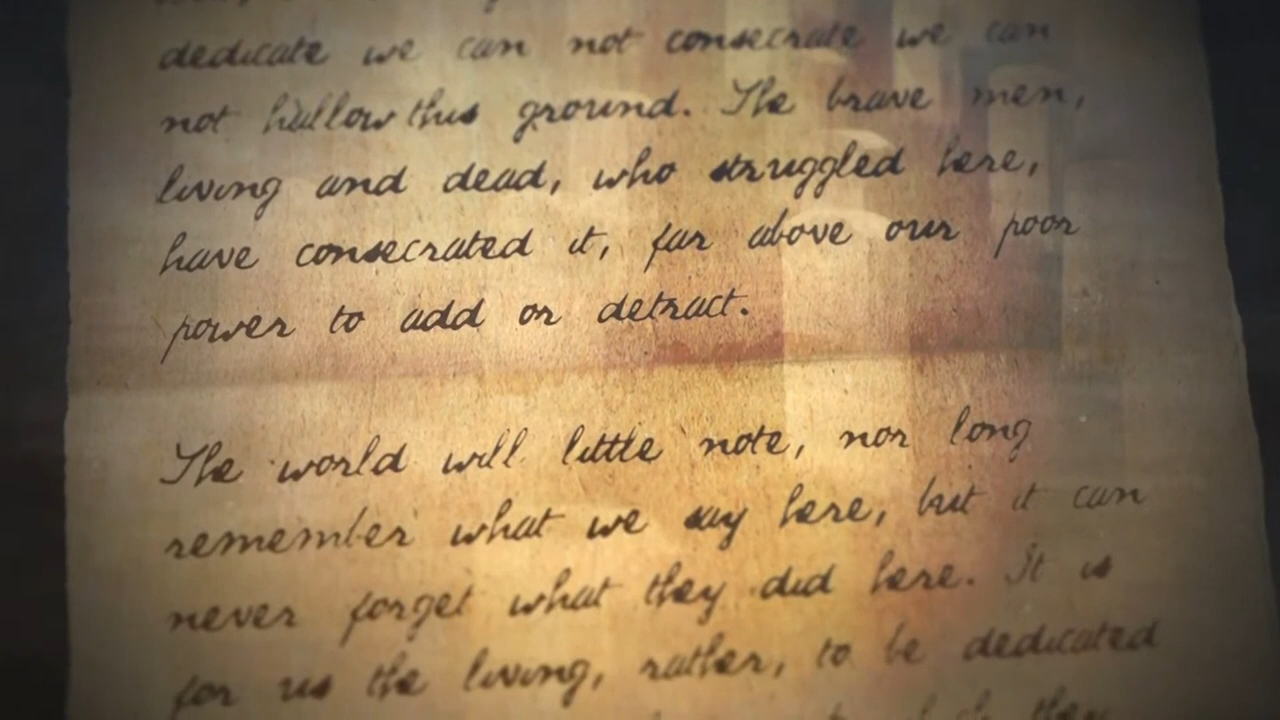 dedicate we can not consecrate we can
not hallow this ground. The brave men,
living and dead, who struggled here,
have consecrated it, far above our poor
power to add or detract.
The world will little note, nor long
remember what we say here, but it can
never forget what they did here. It is
for us the living, rather, to be dedicated